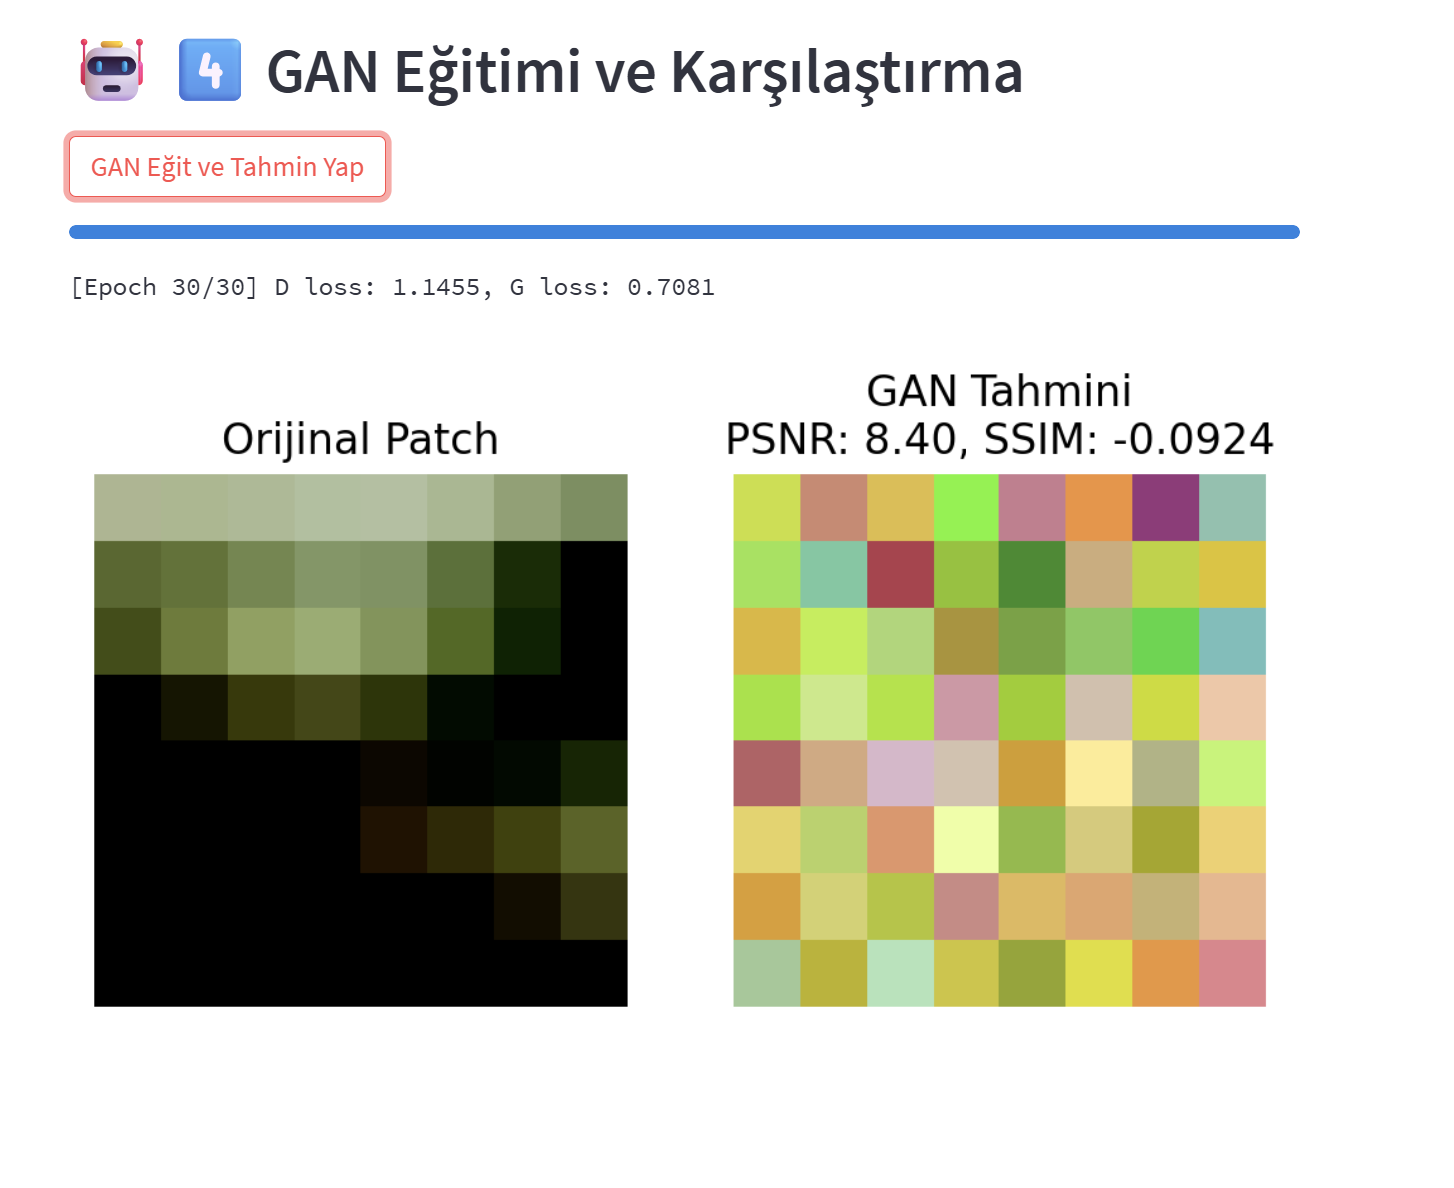 4 GAN Eğitimi ve Karşılaştırma
GAN Eğit ve Tahmin Yap
[Epoch 30/30] D loss: 1.1455, G loss: 0.7081
Orijinal Patch
GAN Tahmini
PSNR: 8.40, SSIM: -0.0924